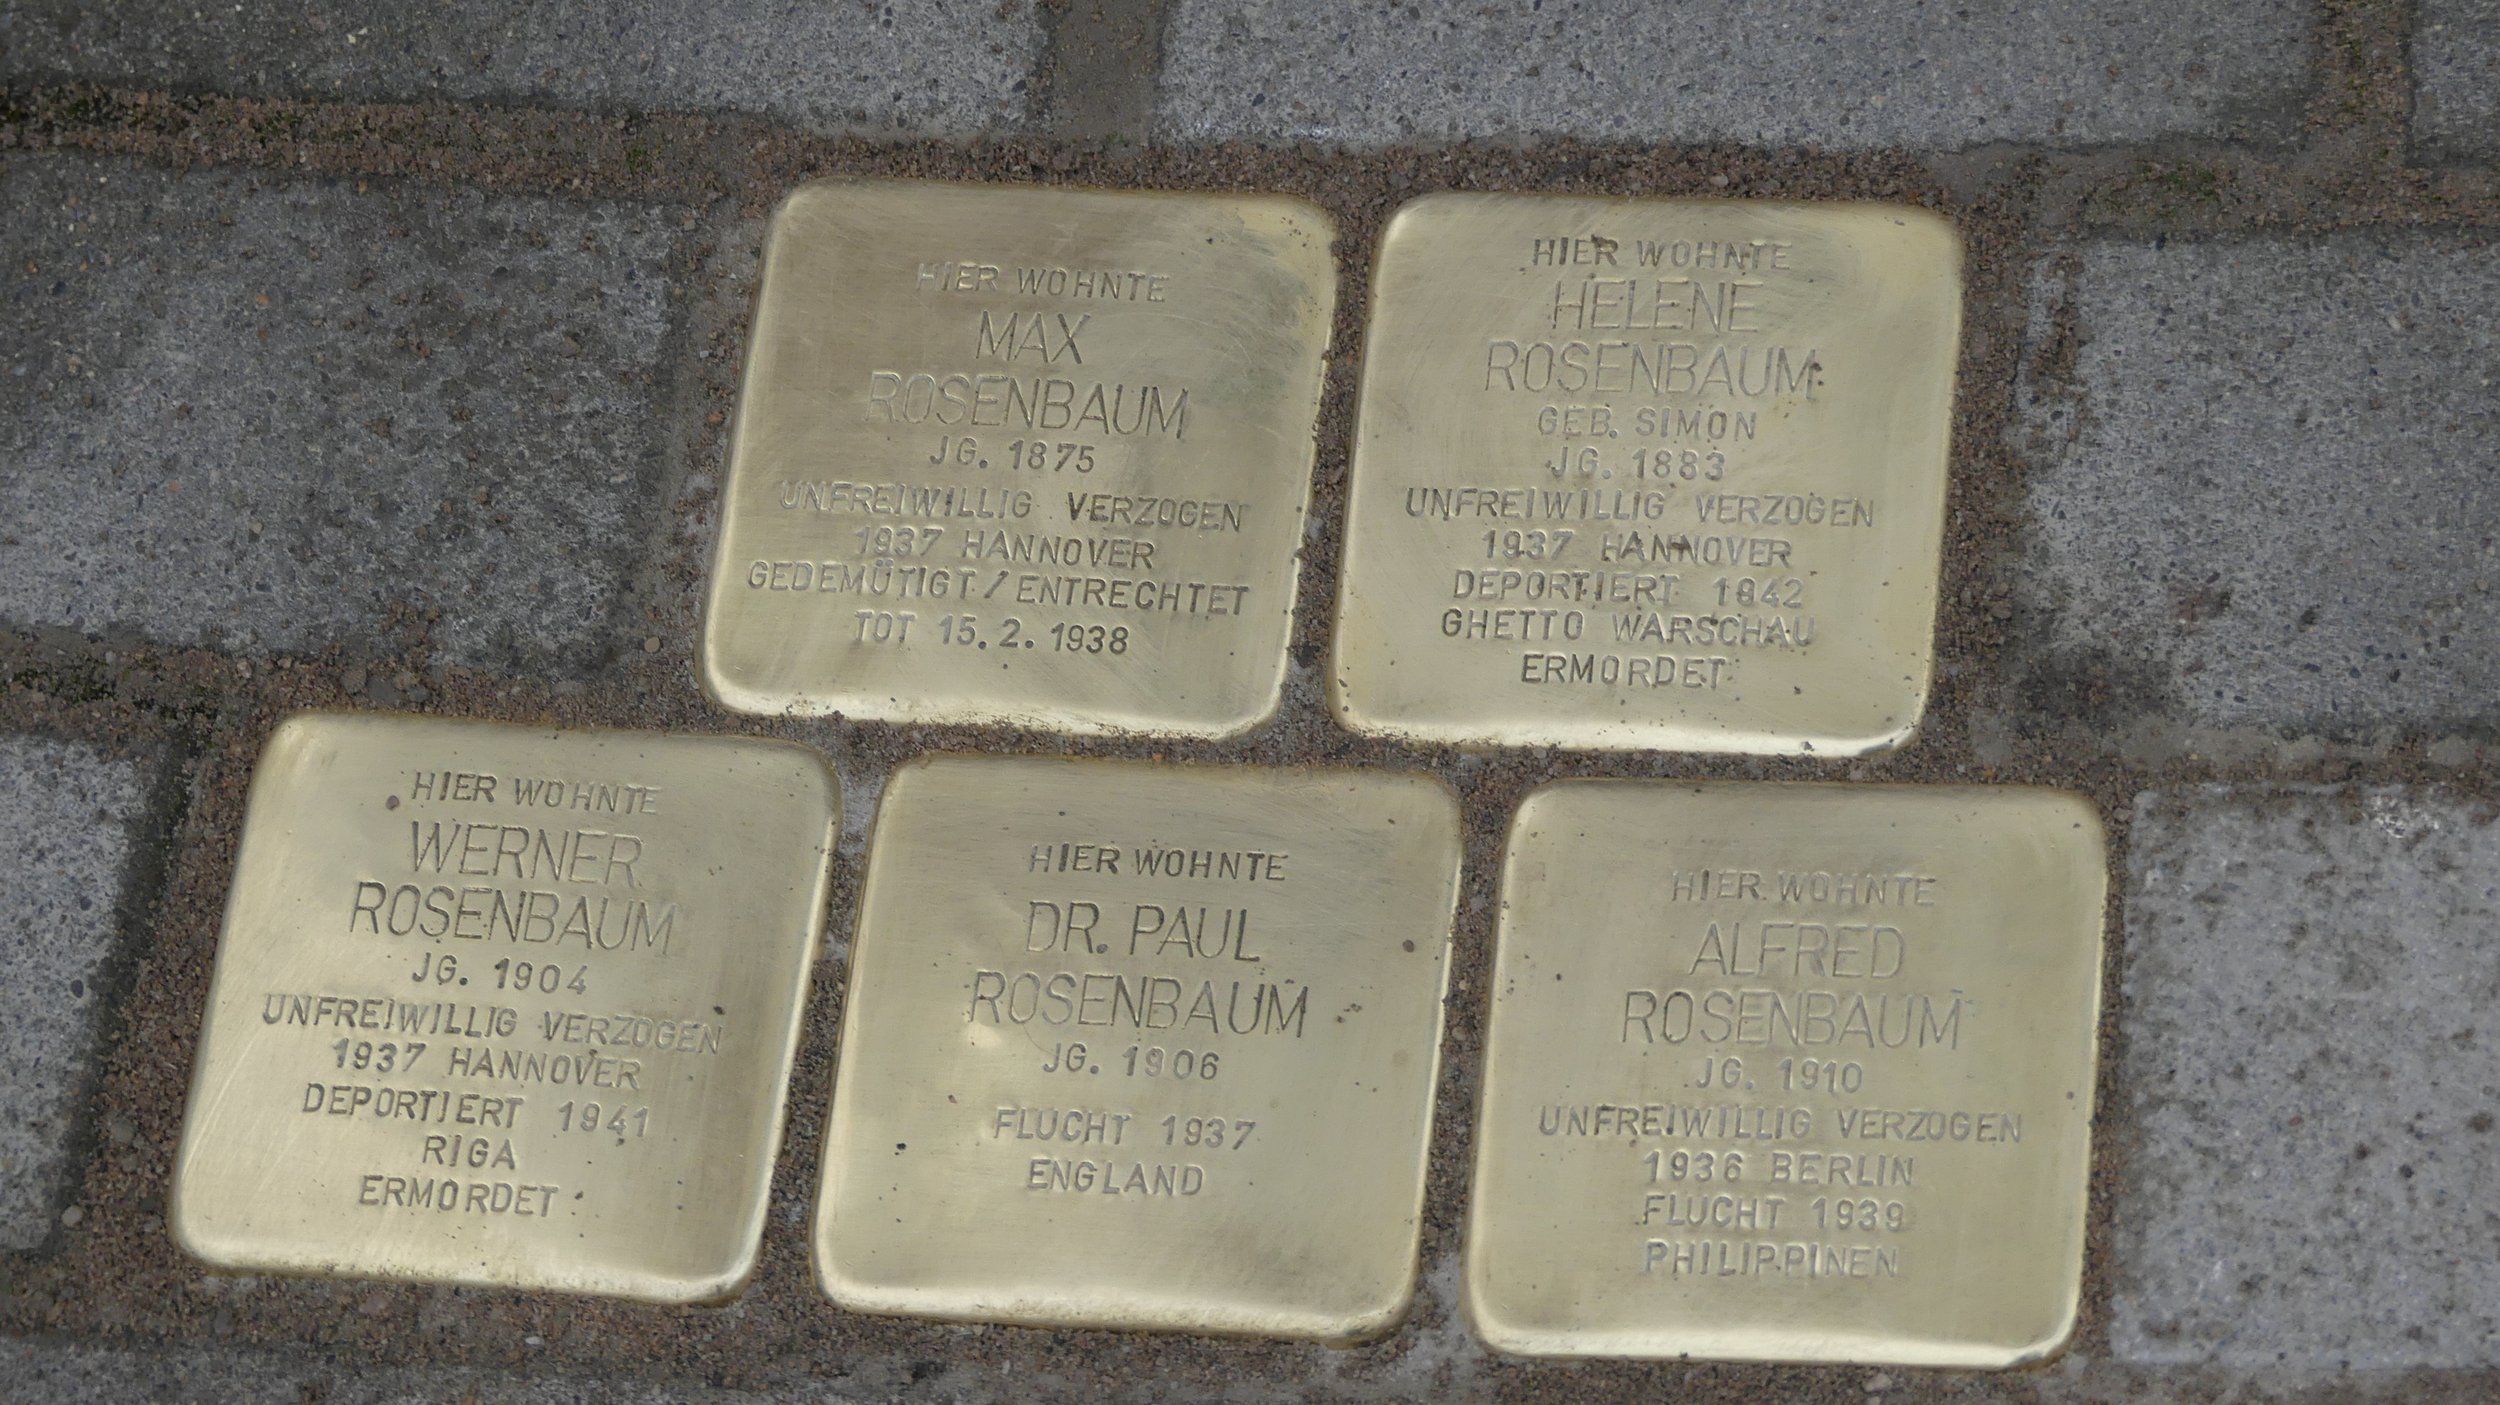 HIER WOHNTE
MAX
ROSENBAUM
JG. 1875
UNFREIWILLIG VERZOGEN
1937 HANNOVER
GEDEMÜTIGT / ENTRECHTET
TOT 15.2.1938
HIER WOHNTE
HELENE
ROSENBAUM
GEB. SIMON
JG. 1883
UNFREIWILLIG VERZOGEN
1937 HANNOVER
DEPORTIERT 1942
GHETTO WARSCHAU
ERMORDET
HIER WOHNTE
WERNER
ROSENBAUM
JG. 1904
UNFREIWILLIG VERZOGEN
1937 HANNOVER
DEPORTIERT 1941
RIGA
ERMORDET
HIER WOHNTE
DR. PAUL
ROSENBAUM
JG. 1906
FLUCHT 1937
ENGLAND
HIER WOHNTE
ALFRED
ROSENBAUM
JG. 1910
UNFREIWILLIG VERZOGEN
1936 BERLIN
FLUCHT 1939
PHILIPPINEN